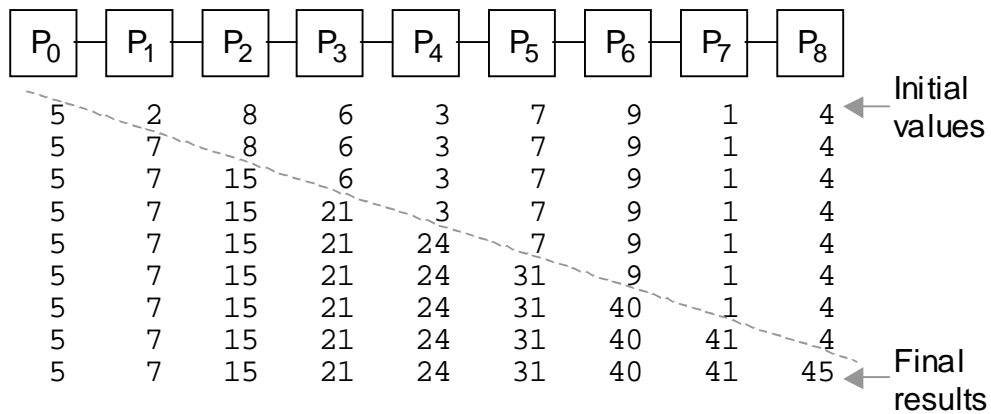 P0 P1 P2 P3 P4 P5 P6 P7 P8
5 2 8 6 3 7 9 1 4
5 7 8 6 3 7 9 1 4
5 7 15 6 3 7 9 1 4
5 7 15 21 3 7 9 1 4
5 7 15 21 24 7 9 1 4
5 7 15 21 24 31 9 1 4
5 7 15 21 24 31 40 1 4
5 7 15 21 24 31 40 41 4
5 7 15 21 24 31 40 41 45
Initial
values
Final
results